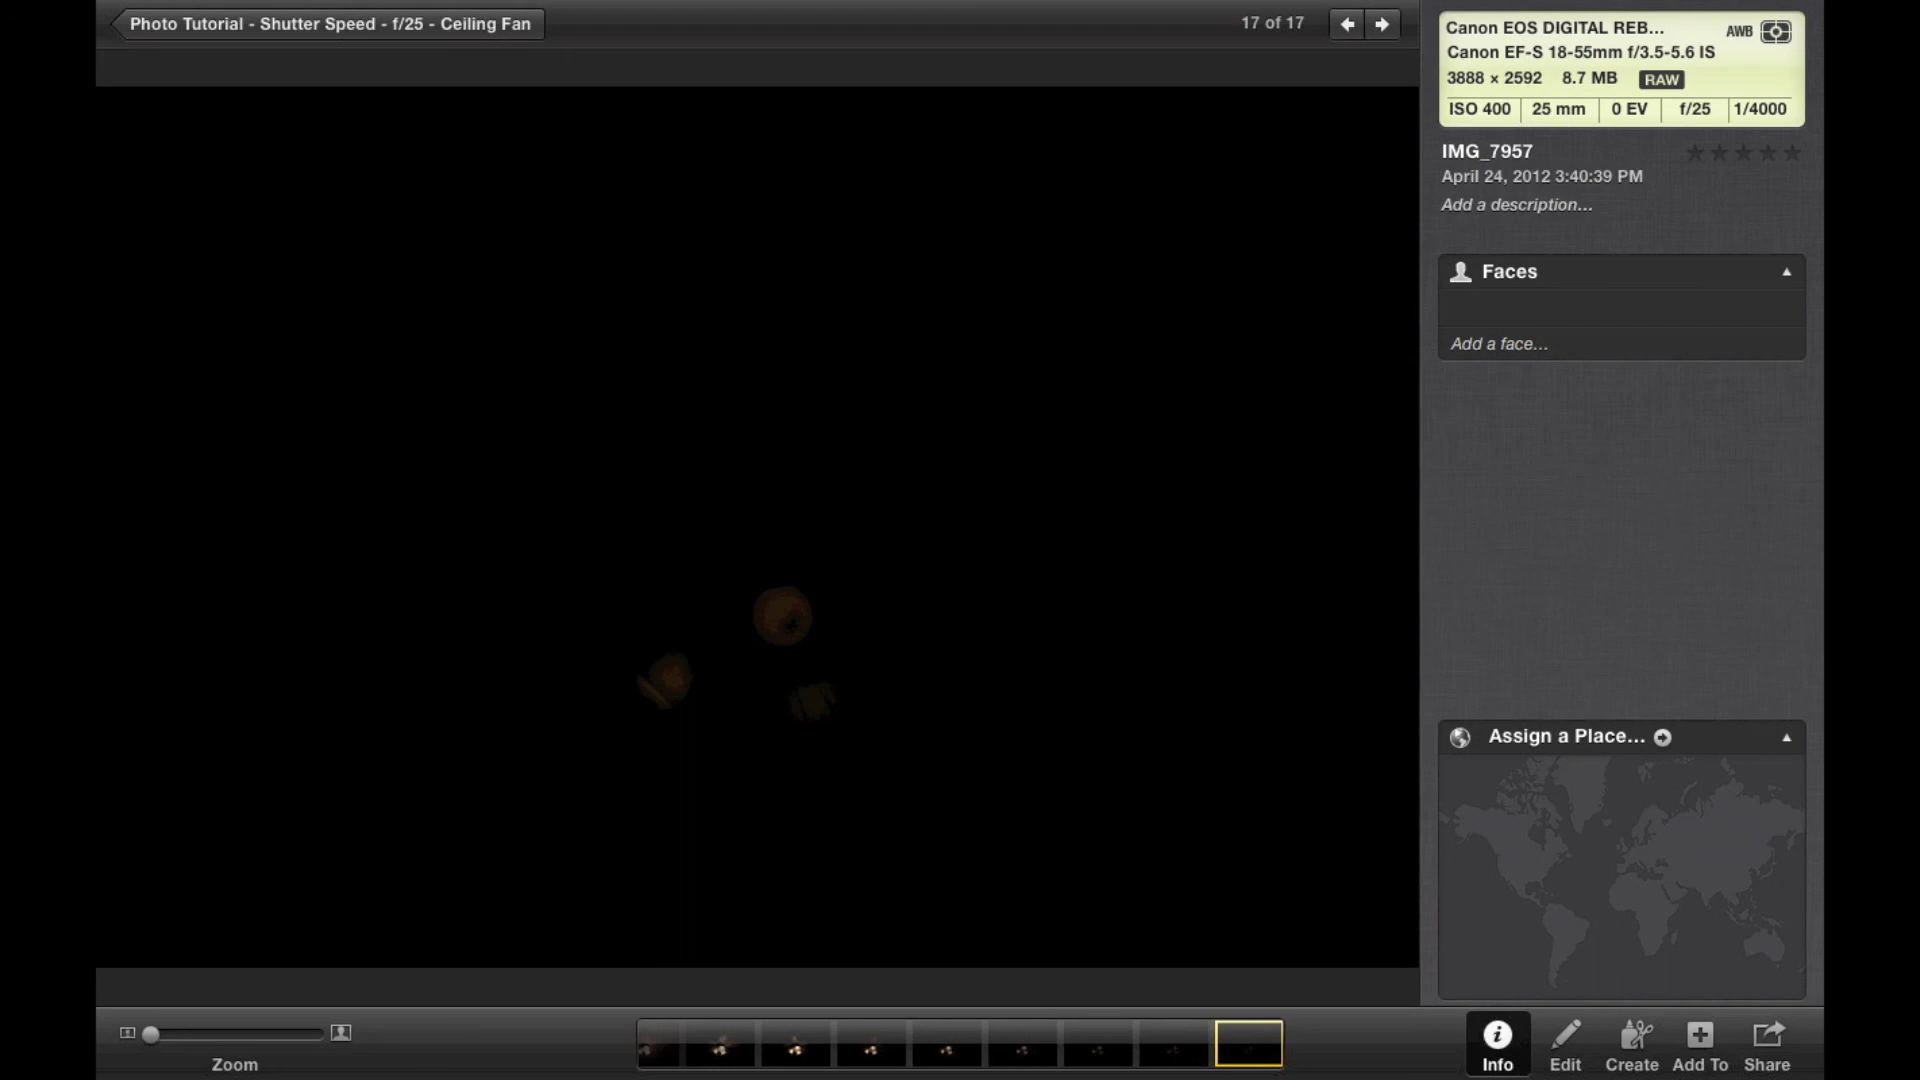 Photo Tutorial - Shutter Speed - f/25 - Ceiling Fan
17 of 17
Canon EOS DIGITAL REB... AWB
Canon EF-S 18-55mm f/3.5-5.6 IS
3888 × 2592 8.7 MB RAW
ISO 400 25 mm 0 EV f/25 1/4000
IMG_7957
April 24, 2012 3:40:39 PM
Add a description...
Faces
Add a face...
Assign a Place...
Zoom
Info Edit Create Add To Share